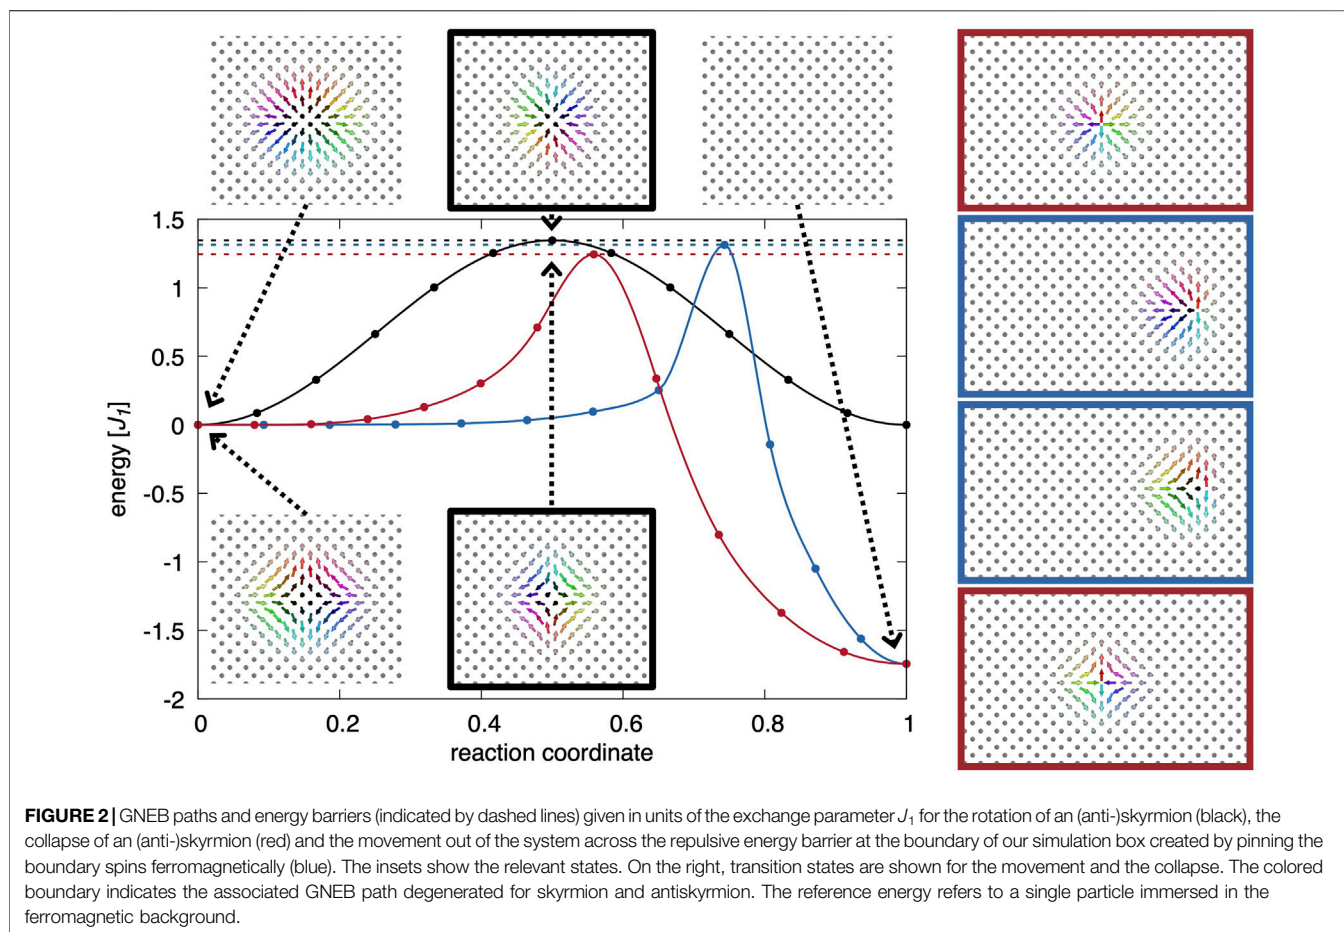 1.5
1
0.5
0
-0.5
-1
-1.5
-2
energy [J1]
0
0.2
0.4
0.6
0.8
1
reaction coordinate
FIGURE 2 | GNEB paths and energy barriers (indicated by dashed lines) given in units of the exchange parameter J1 for the rotation of an (anti-)skyrmion (black), the
collapse of an (anti-)skyrmion (red) and the movement out of the system across the repulsive energy barrier at the boundary of our simulation box created by pinning the
boundary spins ferromagnetically (blue). The insets show the relevant states. On the right, transition states are shown for the movement and the collapse. The colored
boundary indicates the associated GNEB path degenerated for skyrmion and antiskyrmion. The reference energy refers to a single particle immersed in the
ferromagnetic background.